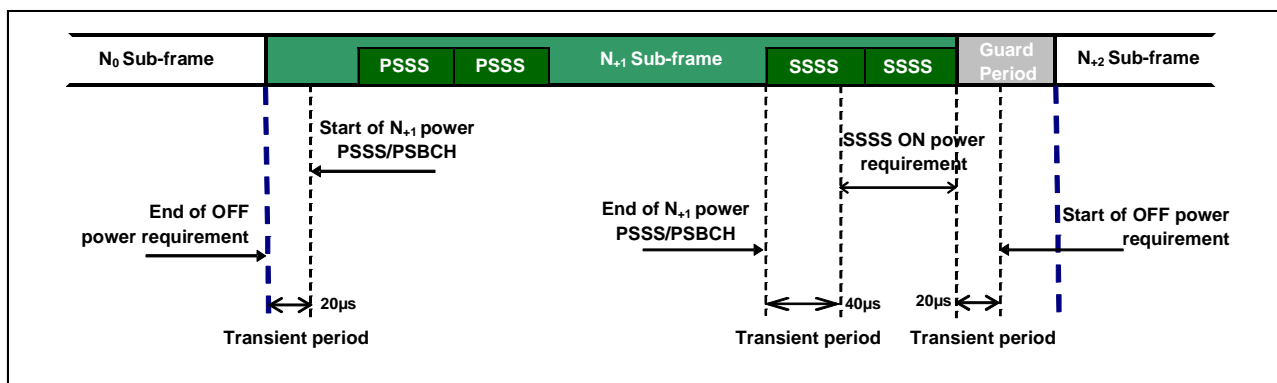 N₀ Sub-frame
PSSS
PSSS
N₊₁ Sub-frame
SSSS
SSSS
Guard
Period
N₊₂ Sub-frame
Start of N₊₁ power
PSSS/PSBCH
SSSS ON power
requirement
End of OFF
power requirement
End of N₊₁ power
PSSS/PSBCH
Start of OFF power
requirement
20µs
40µs
20µs
Transient period
Transient period
Transient
period